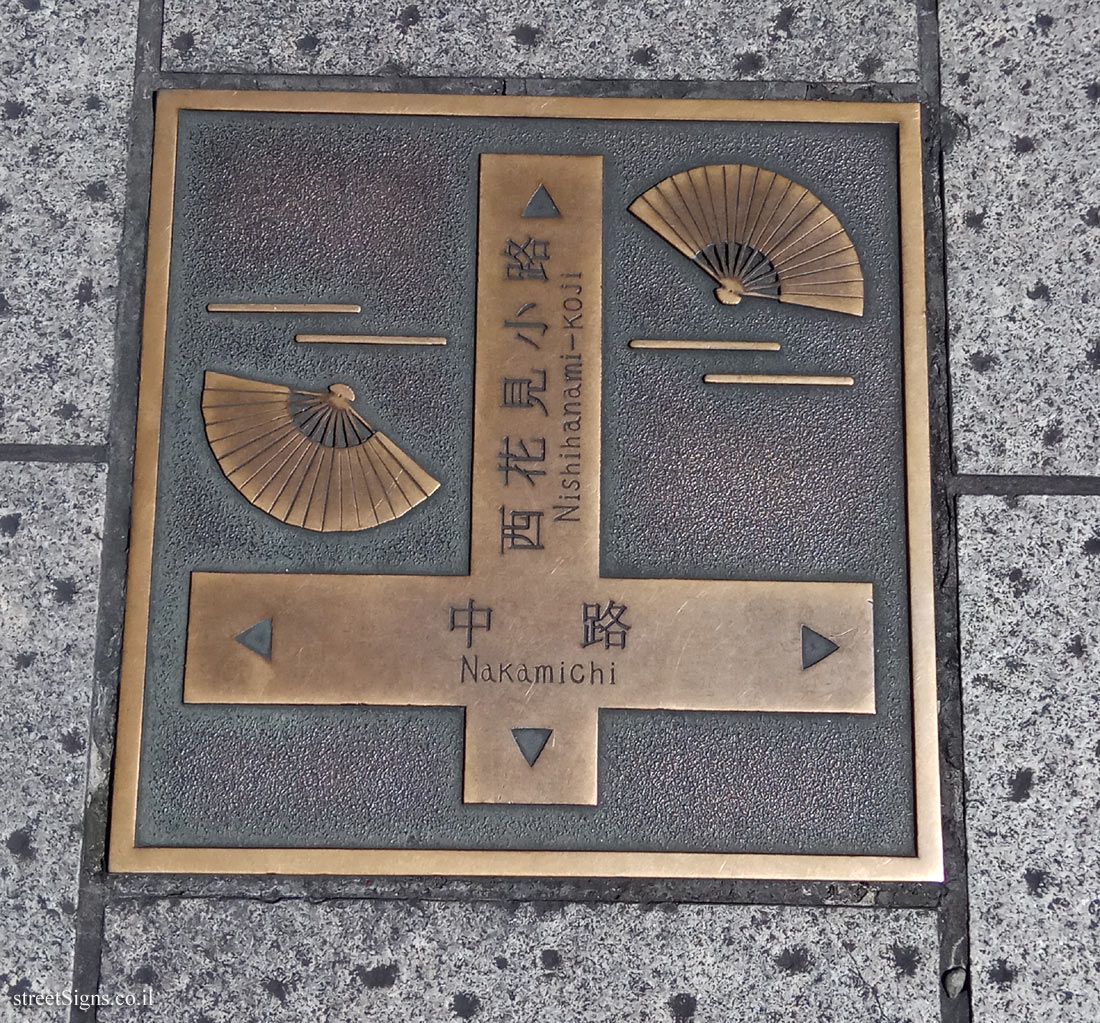 西花見小路
Nishihanami-KOJi
中路
NaKamiChi
streetSigns.co.il